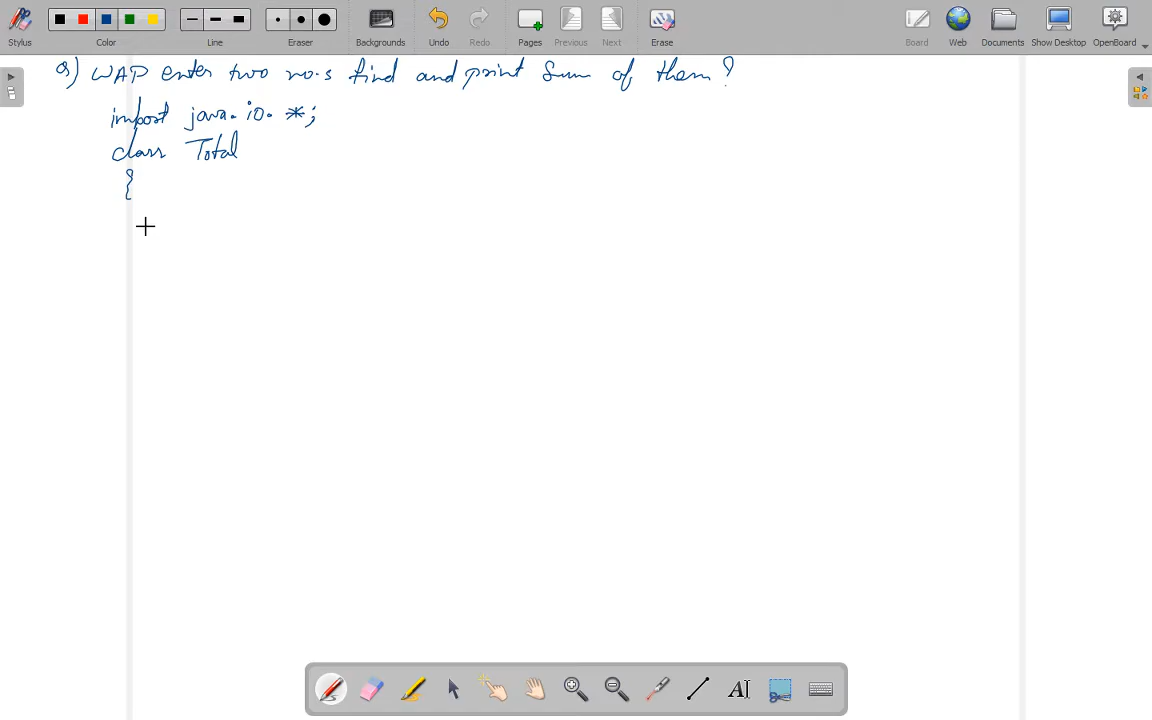 Stylus Color Line Eraser Backgrounds Undo Redo Pages Previous Next Erase Board Web Documents Show Desktop OpenBoard
Q) WAP enter two no.s find and print Sum of them ?
import java.io.*;
class Total
{